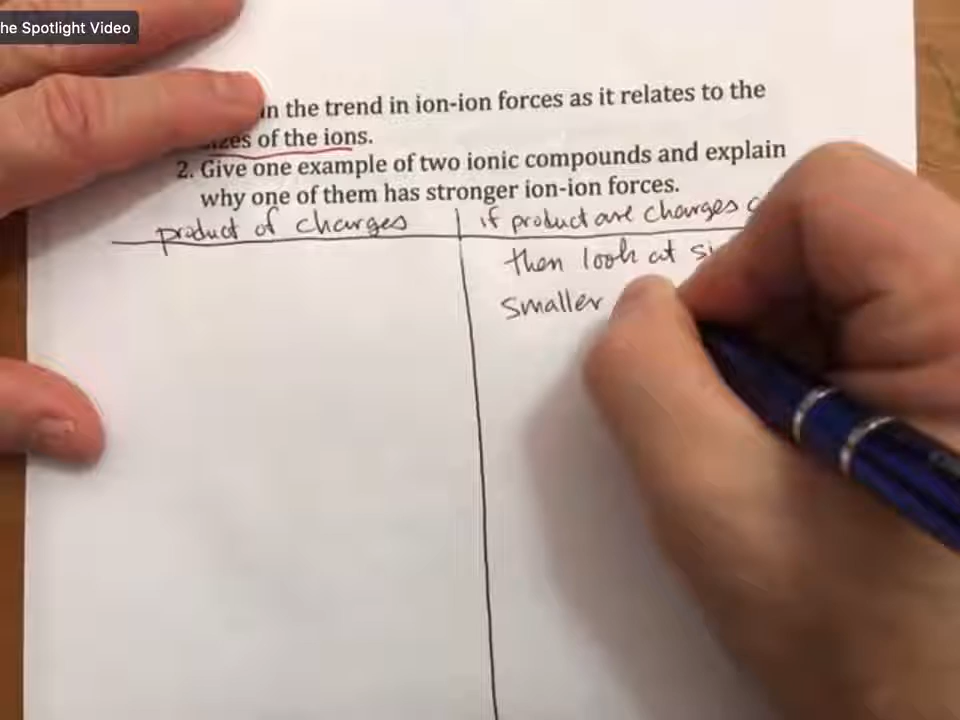 he Spotlight Video
in the trend in ion-ion forces as it relates to the
sizes of the ions.
2. Give one example of two ionic compounds and explain
why one of them has stronger ion-ion forces.
product of charges
if product are charges
then look at
smaller